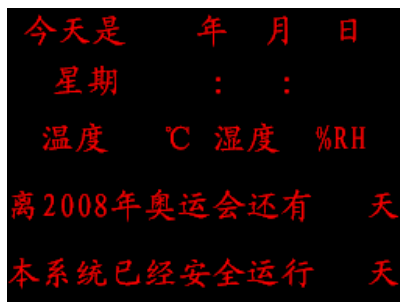 今天是 年 月 日
星期 : :
温度 ℃ 湿度 %RH
离2008年奥运会还有 天
本系统已经安全运行 天